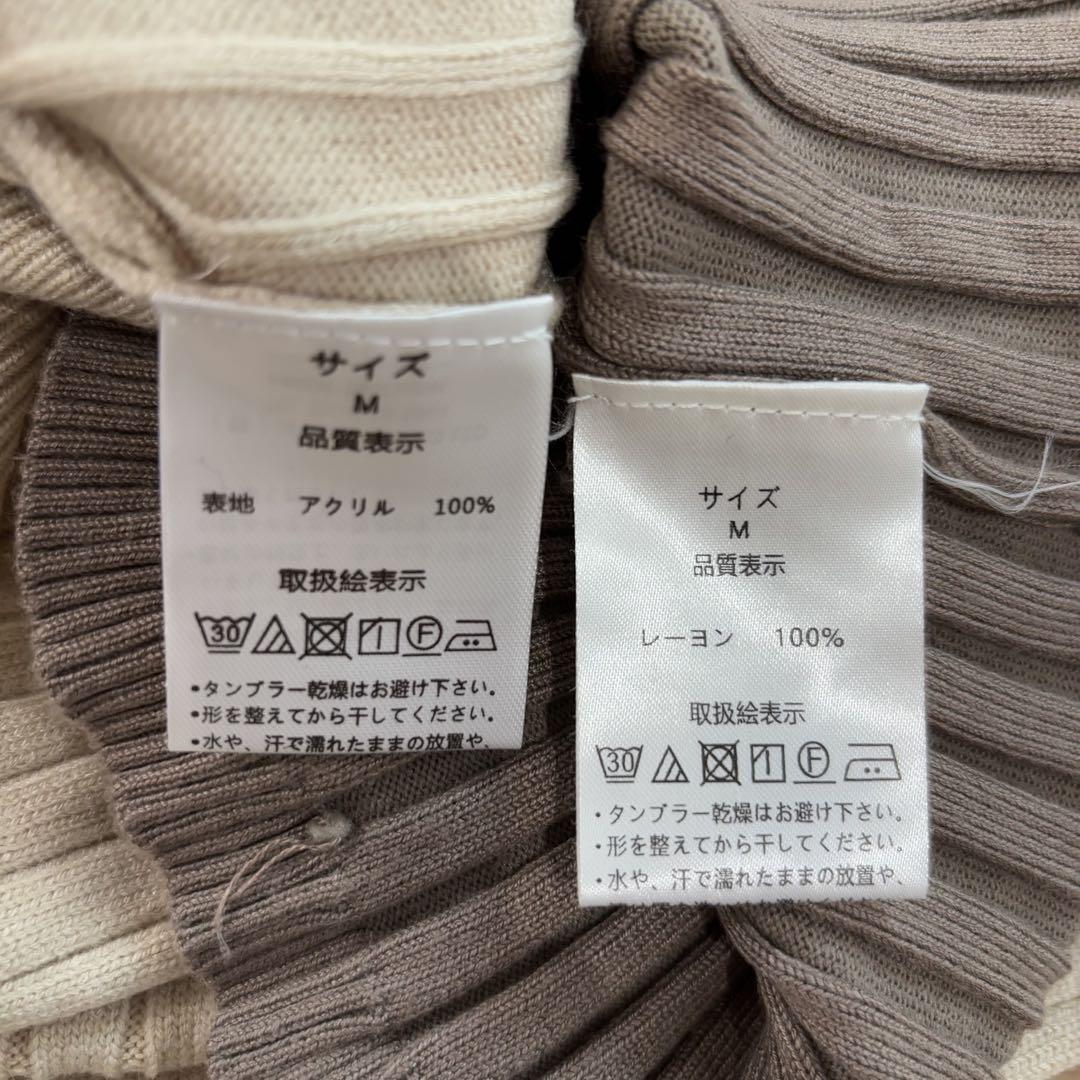 サイズ
M
品質表示
表地 アクリル 100%
取扱絵表示
30 F
•タンブラー乾燥はお避け下さい。
•形を整えてから干してください。
•水や、汗で濡れたままの放置や、
サイズ
M
品質表示
レーヨン 100%
取扱絵表示
30 F
・タンブラー乾燥はお避け下さい。
・形を整えてから干してください。
・水や、汗で濡れたままの放置や、